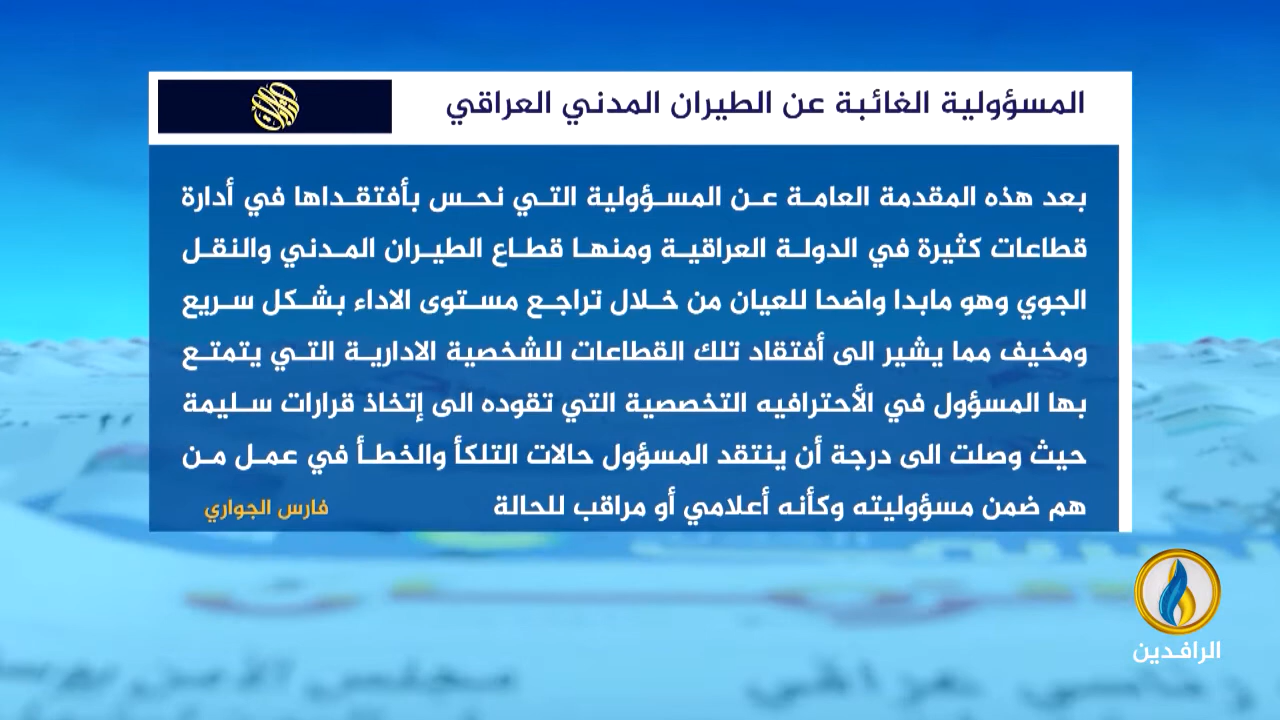 المسؤولية الغائبة عن الطيران المدني العراقي
بعد هذه المقدمة العامة عن المسؤولية التي نحس بأفتقداها في أدارة
قطاعات كثيرة في الدولة العراقية ومنها قطاع الطيران المدني والنقل
الجوي وهو مابدا واضحا للعيان من خلال تراجع مستوى الاداء بشكل سريع
ومخيف مما يشير الى أفتقاد تلك القطاعات للشخصية الادارية التي يتمتع
بها المسؤول في الأحترافيه التخصصية التي تقوده الى إتخاذ قرارات سليمة
حيث وصلت الى درجة أن ينتقد المسؤول حالات التلكأ والخطأ في عمل من
هم ضمن مسؤوليته وكأنه أعلامي أو مراقب للحالة
فارس الجواري
الرافدين
مجلس الأمن